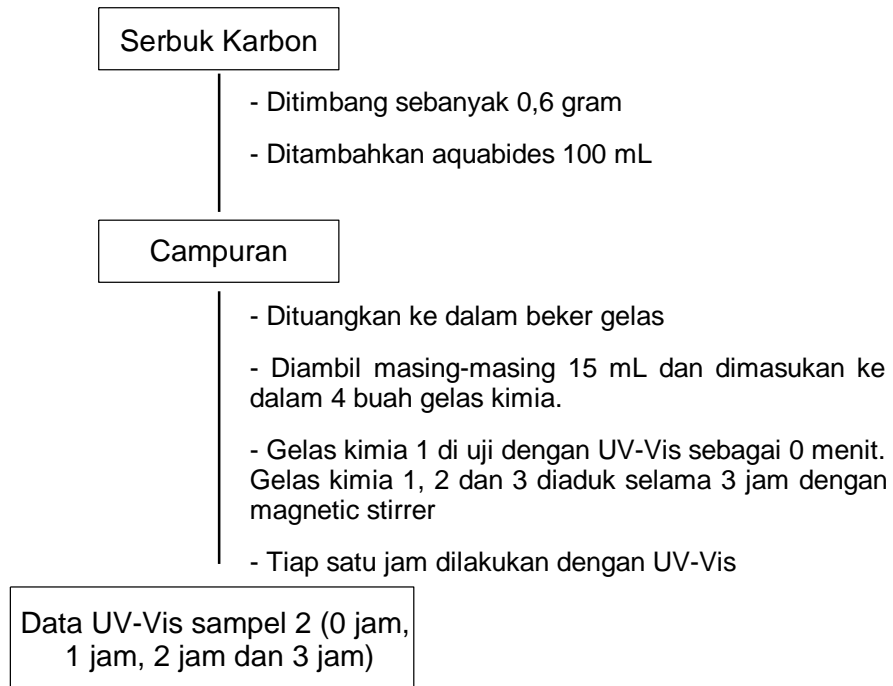 Serbuk Karbon
- Ditimbang sebanyak 0,6 gram
- Ditambahkan aquabides 100 mL
Campuran
- Dituangkan ke dalam beker gelas
- Diambil masing-masing 15 mL dan dimasukan ke
dalam 4 buah gelas kimia.
- Gelas kimia 1 di uji dengan UV-Vis sebagai 0 menit.
Gelas kimia 1, 2 dan 3 diaduk selama 3 jam dengan
magnetic stirrer
- Tiap satu jam dilakukan dengan UV-Vis
Data UV-Vis sampel 2 (0 jam,
1 jam, 2 jam dan 3 jam)